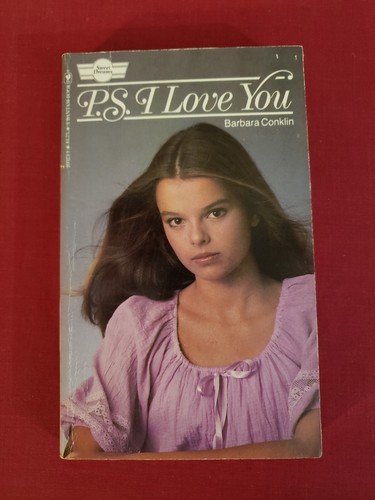 Sweet
Dreams
P.S. I Love You
Barbara Conklin